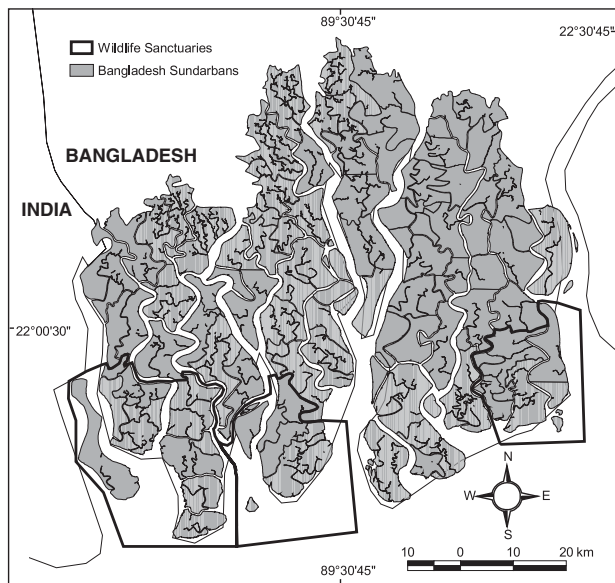 89°30'45"
22°30'45"
Wildlife Sanctuaries
Bangladesh Sundarbans
BANGLADESH
INDIA
22°00'30"
N
W E
S
10 0 10 20 km
89°30'45"